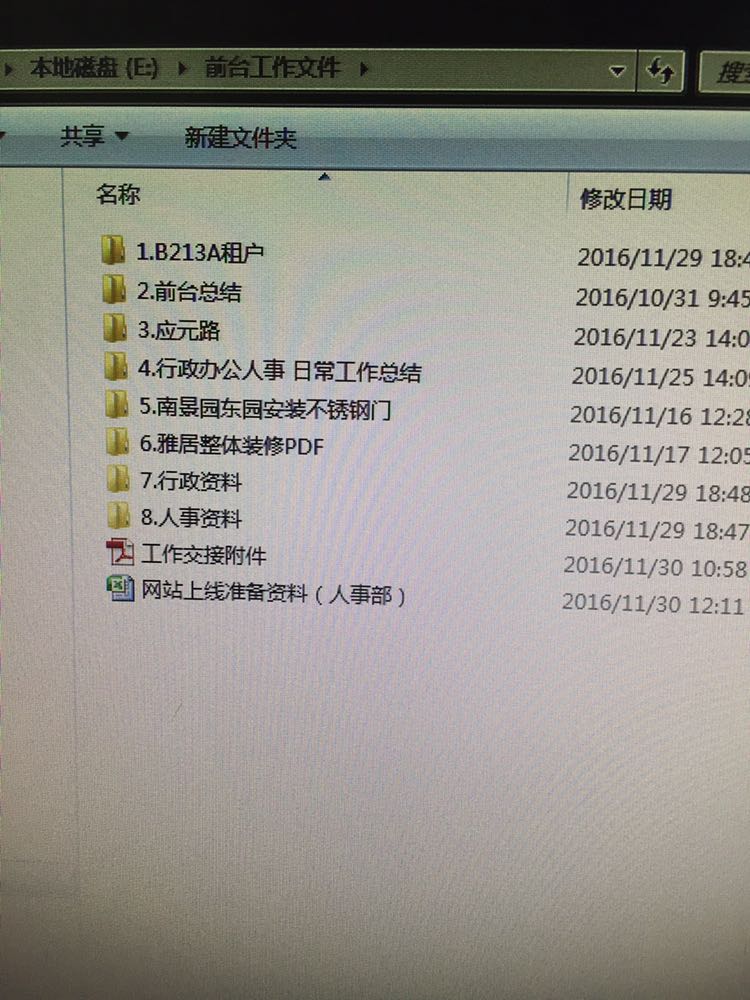 本地磁盘 (E:) 前台工作文件
共享 新建文件夹
名称 修改日期
1.B213A租户 2016/11/29 18:4
2.前台总结 2016/10/31 9:45
3.应元路 2016/11/23 14:0
4.行政办公人事 日常工作总结 2016/11/25 14:09
5.南景园东园安装不锈钢门 2016/11/16 12:28
6.雅居整体装修PDF 2016/11/17 12:05
7.行政资料 2016/11/29 18:48
8.人事资料 2016/11/29 18:47
工作交接附件 2016/11/30 10:58
网站上线准备资料（人事部） 2016/11/30 12:11